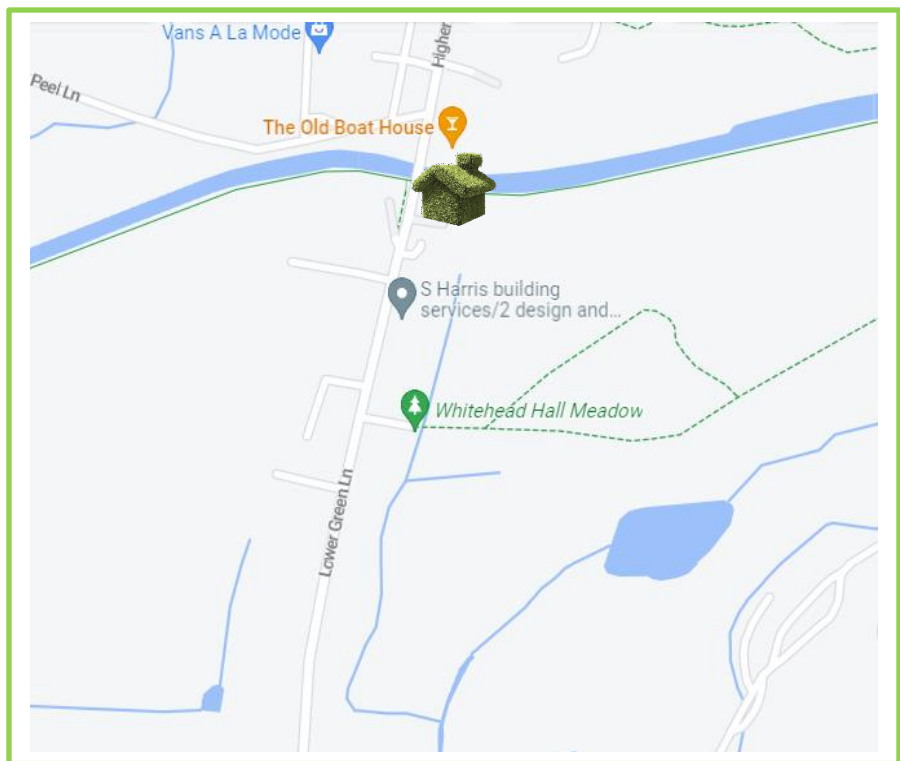 Vans A La Mode
Higher
Peel Ln
The Old Boat House
S Harris building
services/2 design and...
Whitehead Hall Meadow
Lower Green Ln